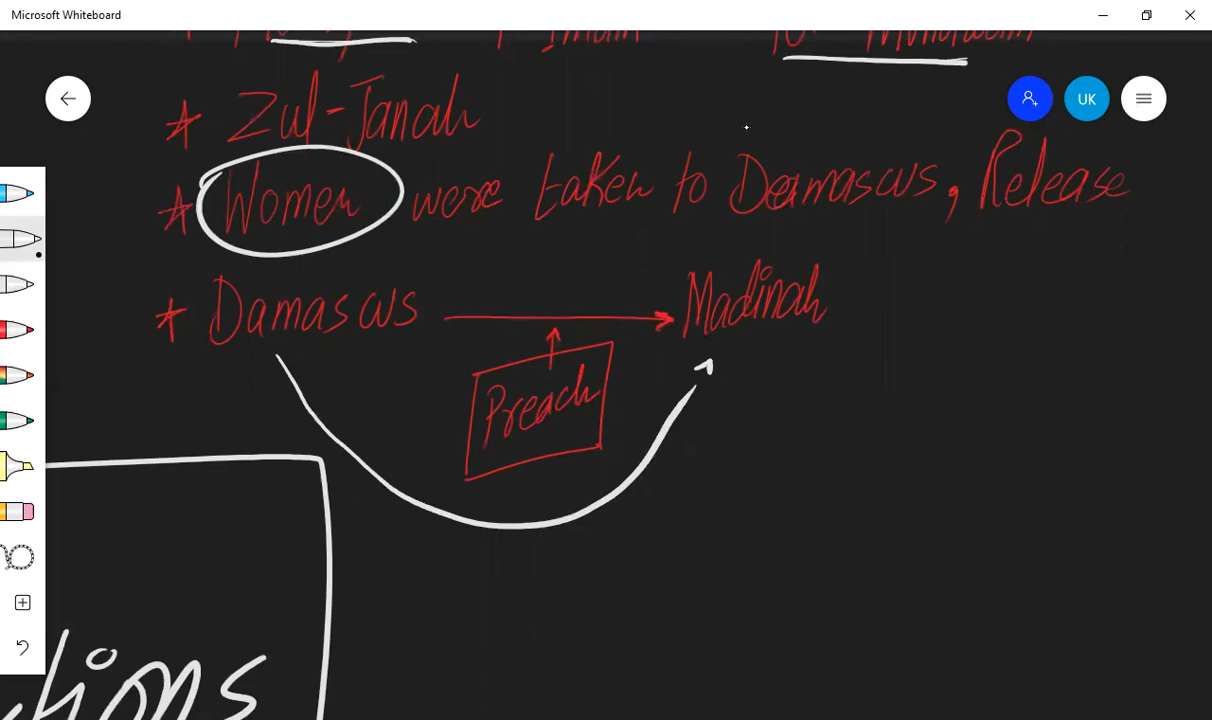 Microsoft Whiteboard
UK
* Zul-Janah
* Women were taken to Damascus, Release
* Damascus → Madinah
Preach